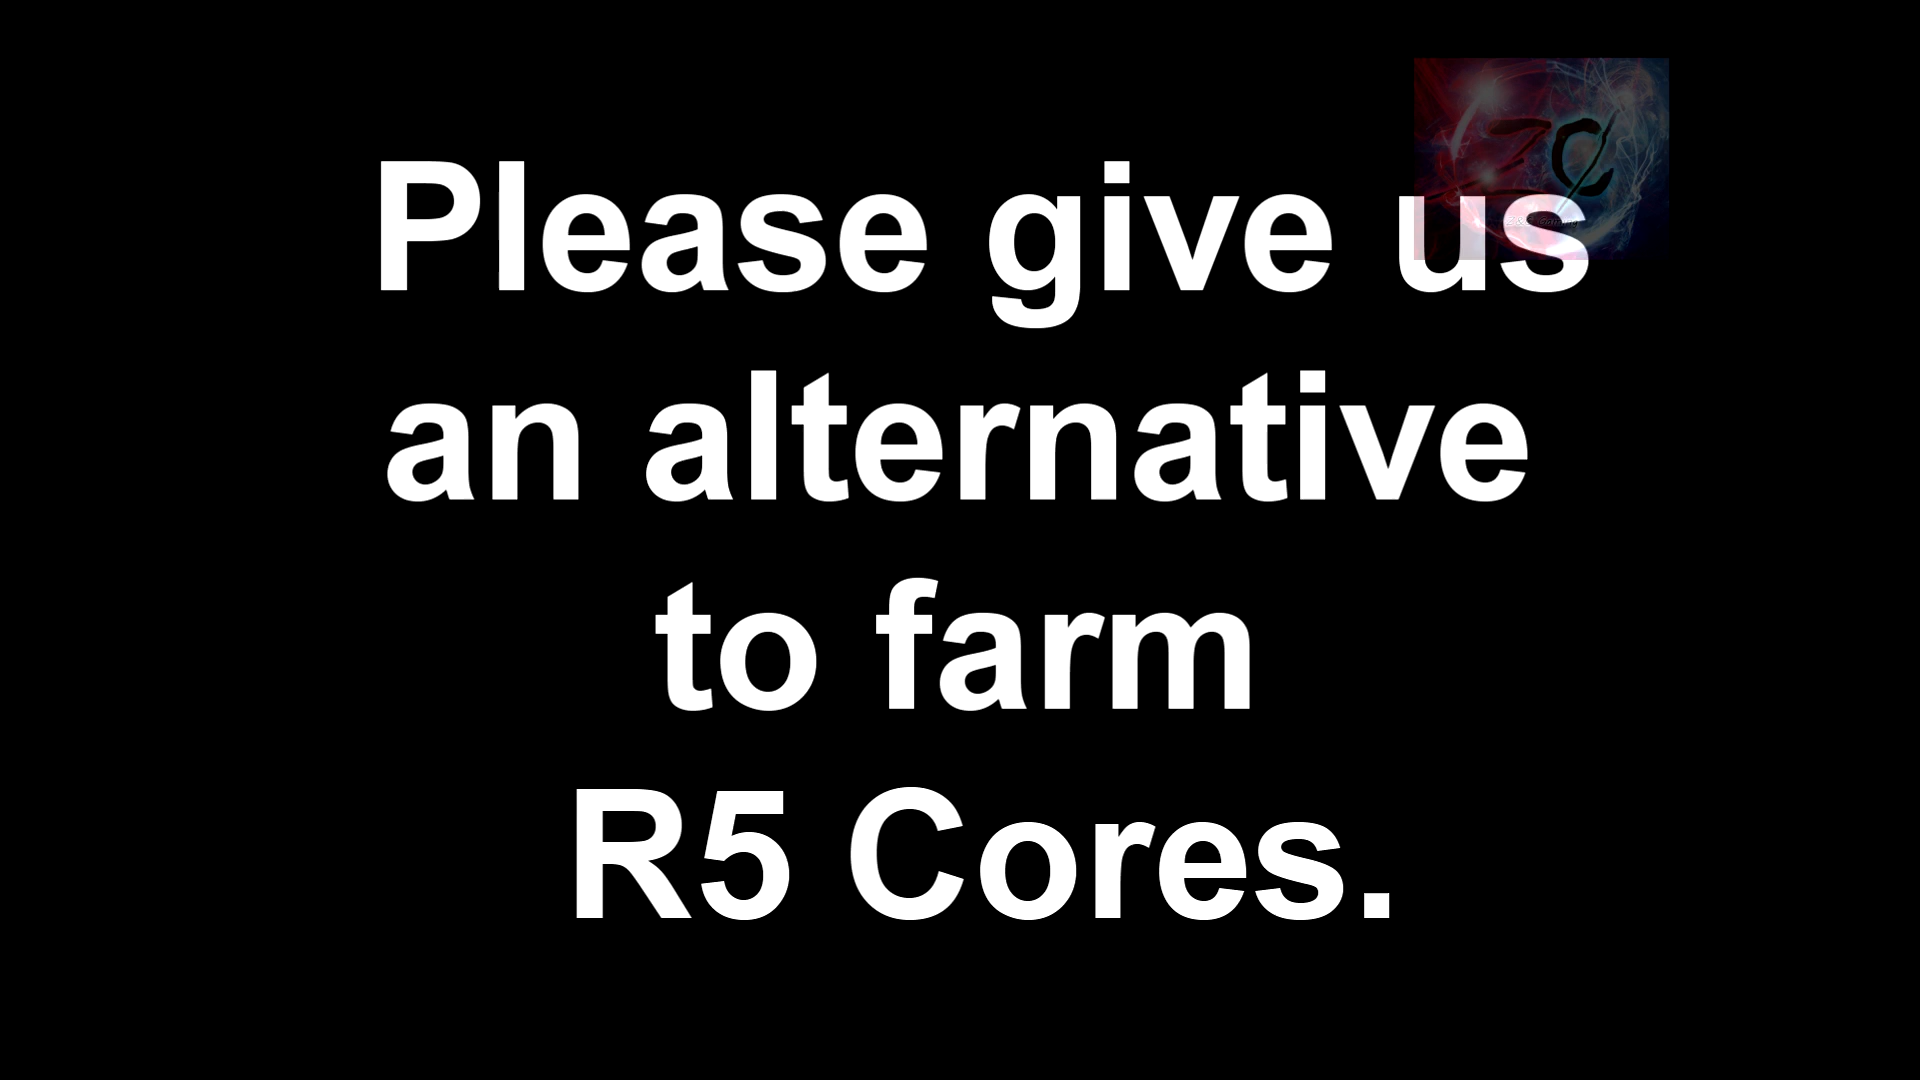 Please give us
an alternative
to farm
R5 Cores.